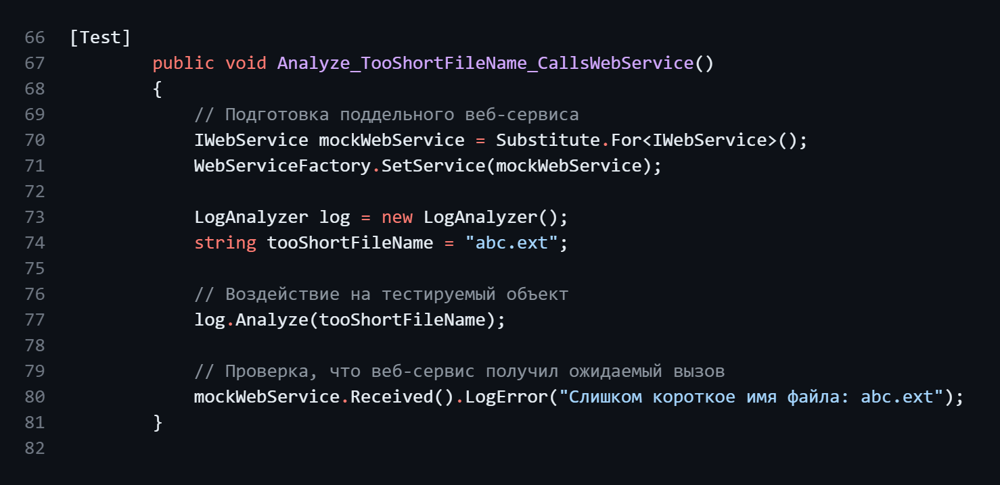 66 [Test]
67 public void Analyze_TooShortFileName_CallsWebService()
68 {
69 // Подготовка поддельного веб-сервиса
70 IWebService mockWebService = Substitute.For<IWebService>();
71 WebServiceFactory.SetService(mockWebService);
72
73 LogAnalyzer log = new LogAnalyzer();
74 string tooShortFileName = "abc.ext";
75
76 // Воздействие на тестируемый объект
77 log.Analyze(tooShortFileName);
78
79 // Проверка, что веб-сервис получил ожидаемый вызов
80 mockWebService.Received().LogError("Слишком короткое имя файла: abc.ext");
81 }
82